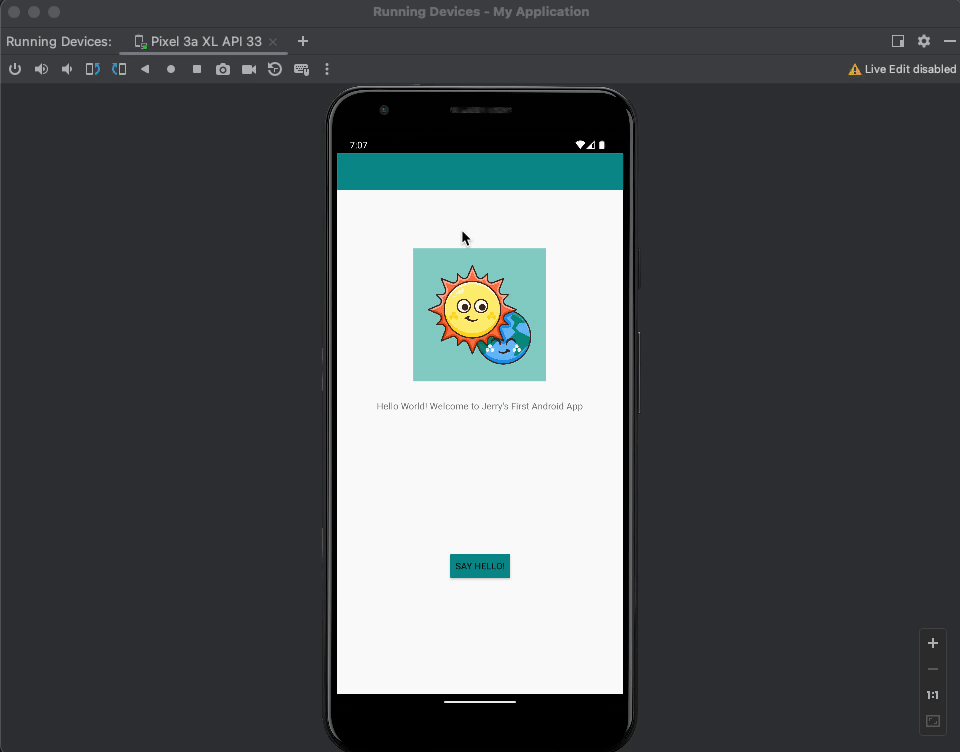 Running Devices - My Application
Running Devices:
Pixel 3a XL API 33
Live Edit disabled
7:07
Hello World! Welcome to Jerry's First Android App
SAY HELLO!
1:1